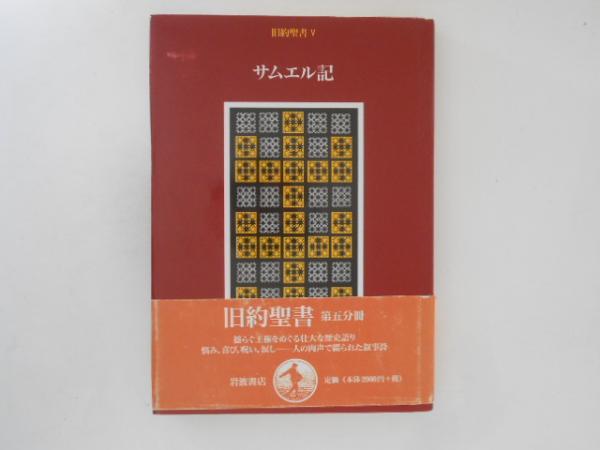 旧約聖書 V
サムエル記
旧約聖書 第五分冊
揺らぐ王権をめぐる壮大な歴史語り
悩み、喜び、呪い、赦し──人の肉声で綴られた叙事詩
岩波書店
定価(本体2900円+税)